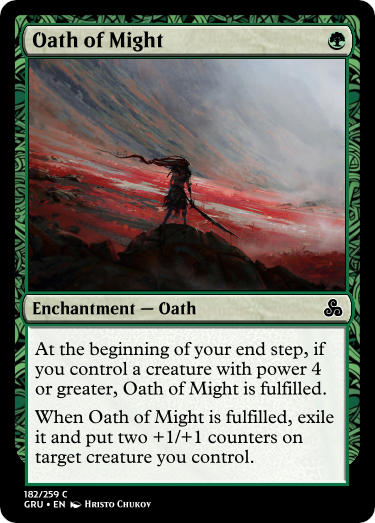 Oath of Might
Enchantment — Oath
At the beginning of your end step, if
you control a creature with power 4
or greater, Oath of Might is fulfilled.
When Oath of Might is fulfilled, exile
it and put two +1/+1 counters on
target creature you control.
182/259 C
GRU • EN Hristo Chukov